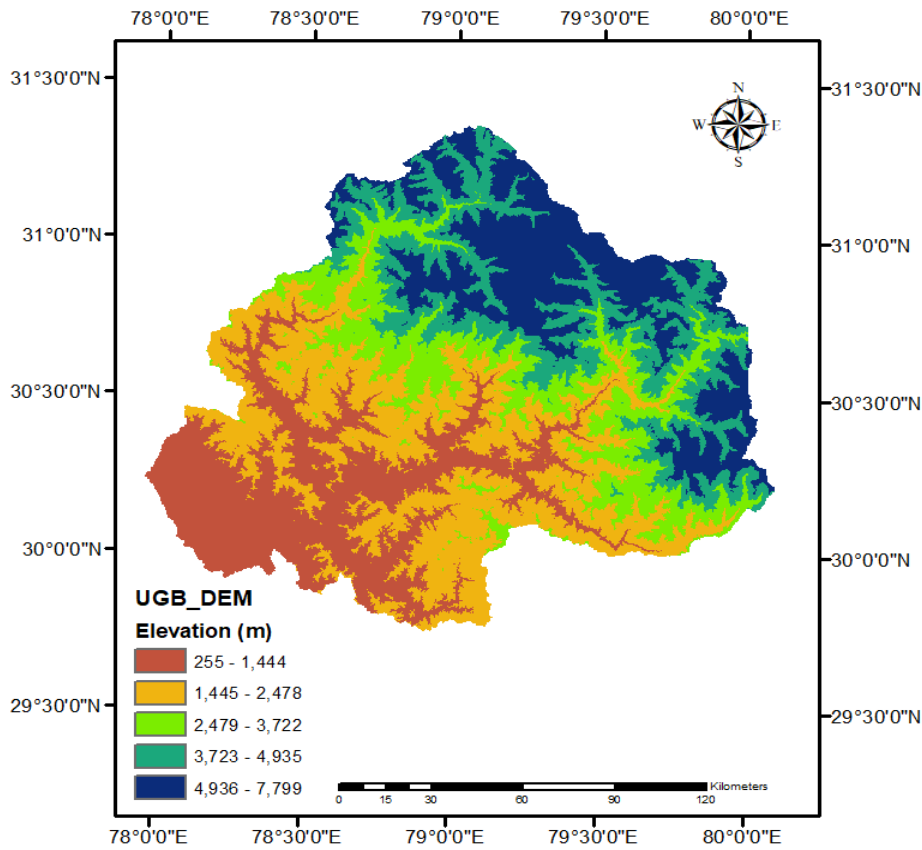 78°0'0"E 78°30'0"E 79°0'0"E 79°30'0"E 80°0'0"E
31°30'0"N 31°30'0"N
N
W E
S
31°0'0"N 31°0'0"N
30°30'0"N 30°30'0"N
30°0'0"N 30°0'0"N
UGB_DEM
Elevation (m)
255 - 1,444
1,445 - 2,478
2,479 - 3,722
3,723 - 4,935
4,936 - 7,799
29°30'0"N 29°30'0"N
Kilometers
0 15 30 60 90 120
78°0'0"E 78°30'0"E 79°0'0"E 79°30'0"E 80°0'0"E